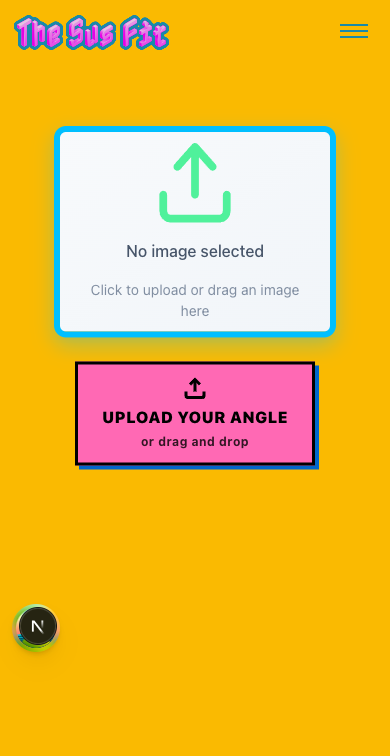 The Sus Fit
No image selected
Click to upload or drag an image
here
UPLOAD YOUR ANGLE
or drag and drop
N